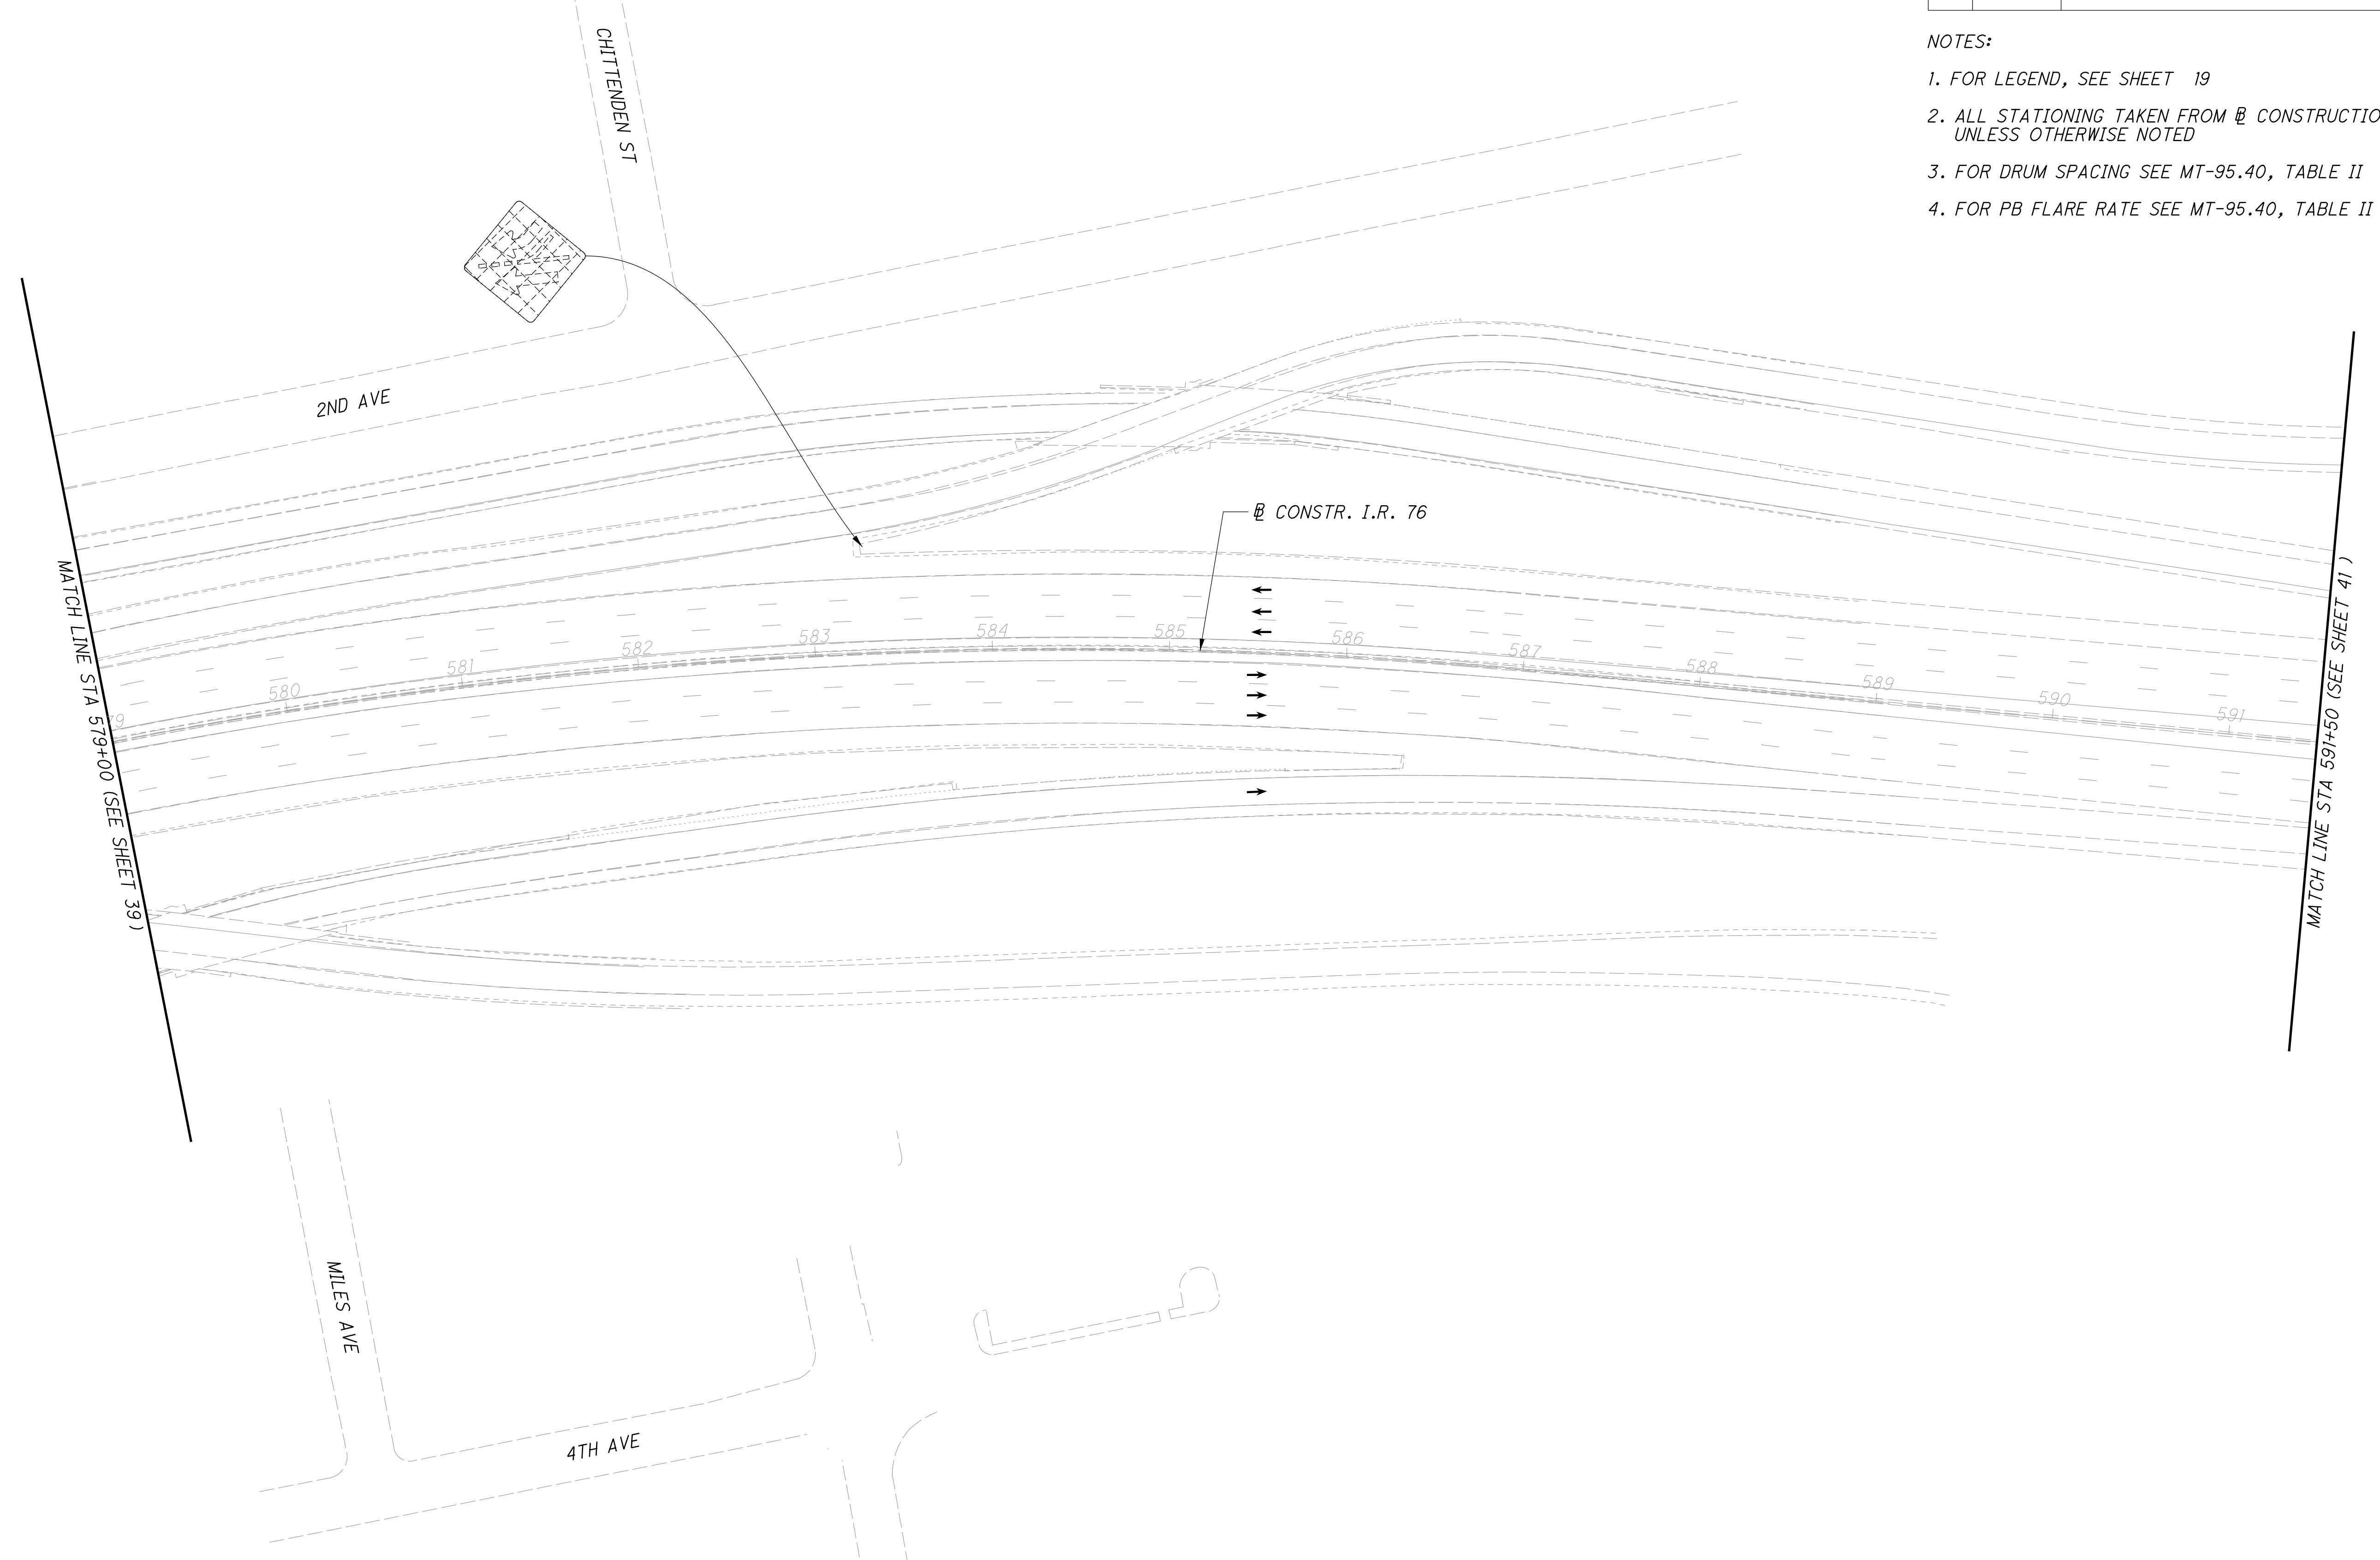 NOTES:
1. FOR LEGEND, SEE SHEET 19
2. ALL STATIONING TAKEN FROM ℄ CONSTRUCTIO
UNLESS OTHERWISE NOTED
3. FOR DRUM SPACING SEE MT-95.40, TABLE II
4. FOR PB FLARE RATE SEE MT-95.40, TABLE II
CHITTENDEN ST
2ND AVE
MATCH LINE STA 579+00 (SEE SHEET 39)
℄ CONSTR. I.R. 76
79
580
581
582
583
584
585
586
587
588
589
590
591
MATCH LINE STA 591+50 (SEE SHEET 41)
MILES AVE
4TH AVE